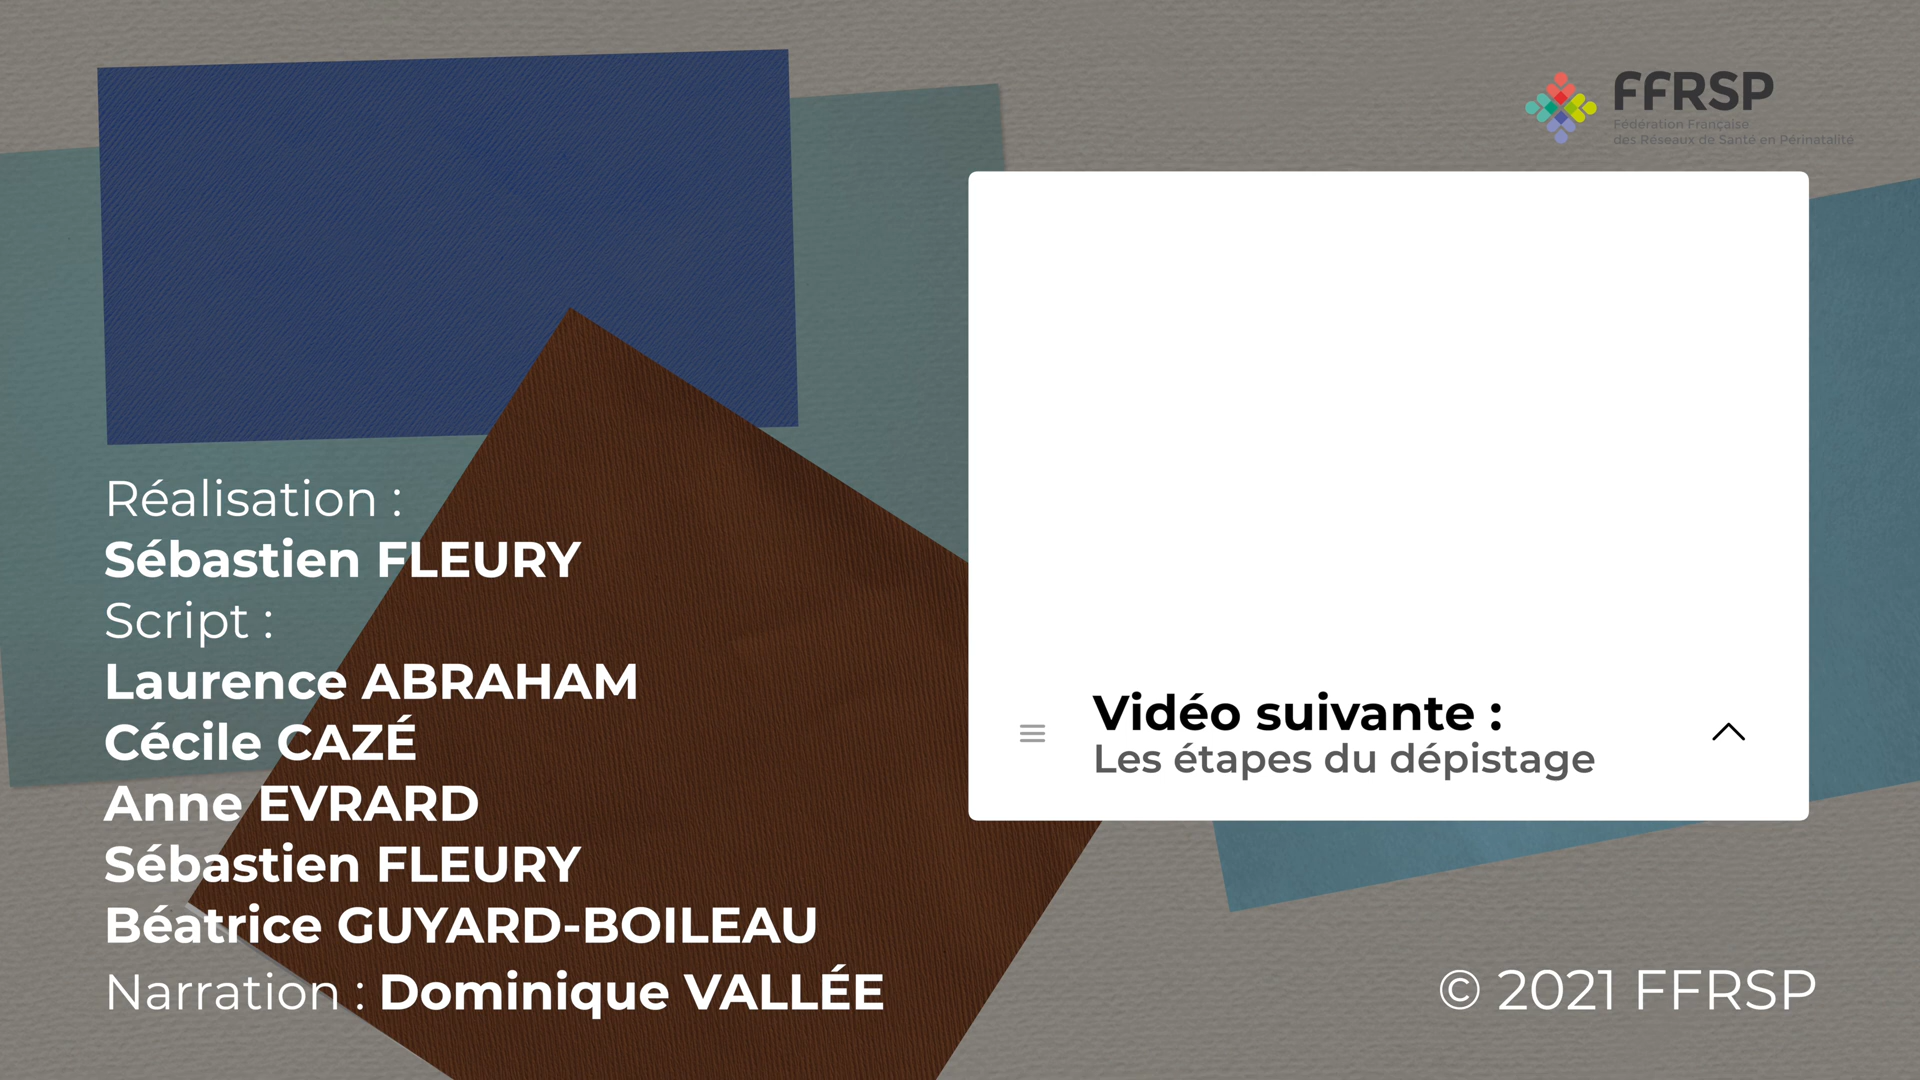 FFRSP
Fédération Française
des Réseaux de Santé en Périnatalité
Réalisation :
Sébastien FLEURY
Script :
Laurence ABRAHAM
Cécile CAZÉ
Anne EVRARD
Sébastien FLEURY
Béatrice GUYARD-BOILEAU
Narration : Dominique VALLÉE
Vidéo suivante :
Les étapes du dépistage
© 2021 FFRSP